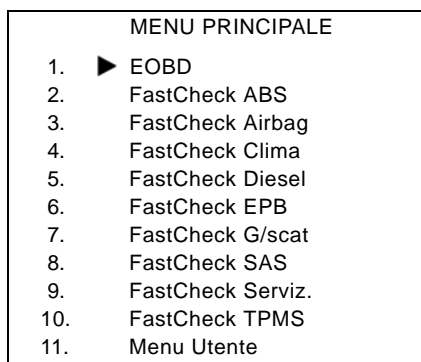 MENU PRINCIPALE
1. ▶ EOBD
2. FastCheck ABS
3. FastCheck Airbag
4. FastCheck Clima
5. FastCheck Diesel
6. FastCheck EPB
7. FastCheck G/scat
8. FastCheck SAS
9. FastCheck Serviz.
10. FastCheck TPMS
11. Menu Utente